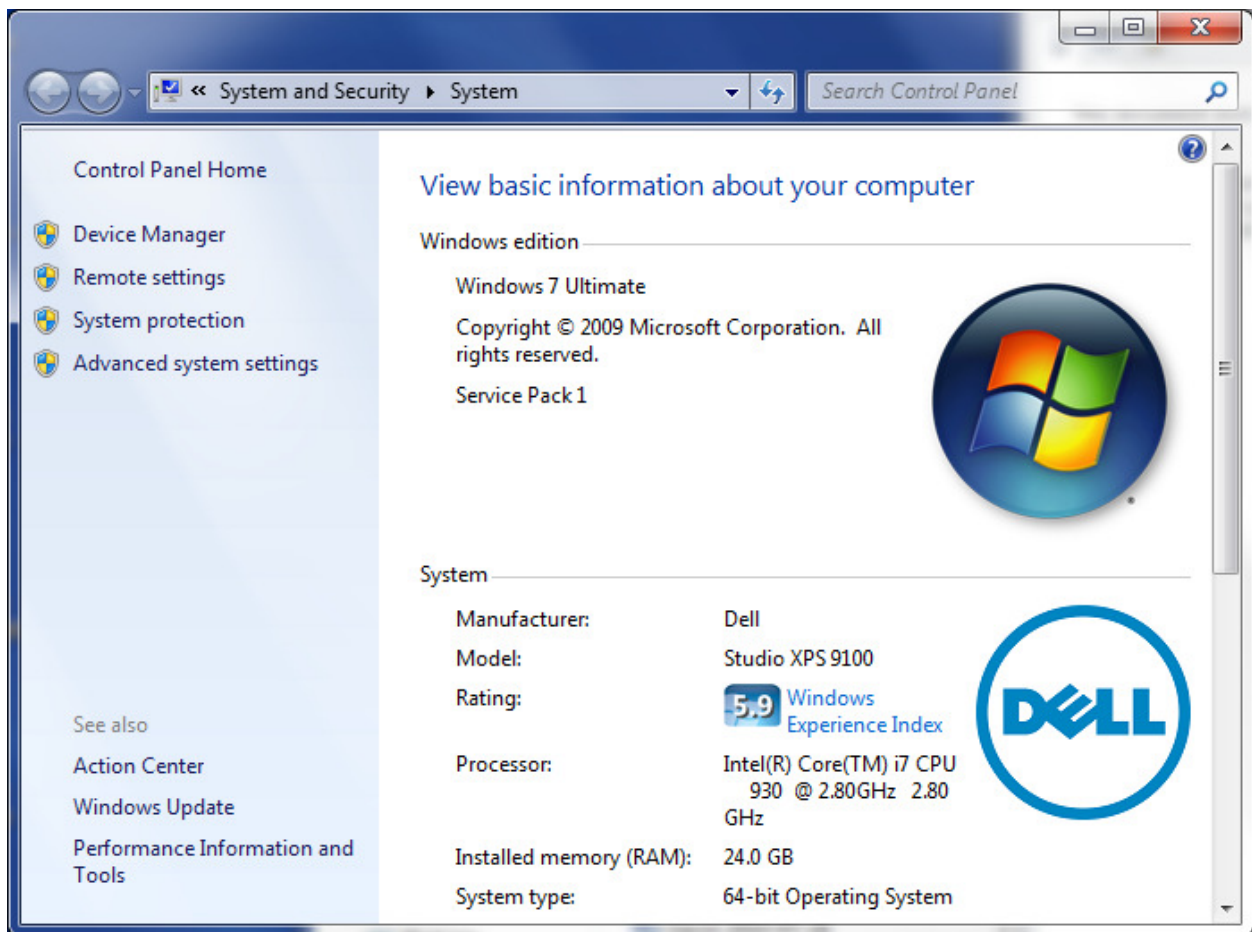 « System and Security ▸ System
Search Control Panel
Control Panel Home
Device Manager
Remote settings
System protection
Advanced system settings
See also
Action Center
Windows Update
Performance Information and
Tools
View basic information about your computer
Windows edition
Windows 7 Ultimate
Copyright © 2009 Microsoft Corporation. All
rights reserved.
Service Pack 1
System
Manufacturer: Dell
Model: Studio XPS 9100
Rating: 5.9 Windows
Experience Index
Processor: Intel(R) Core(TM) i7 CPU
930 @ 2.80GHz 2.80
GHz
Installed memory (RAM): 24.0 GB
System type: 64-bit Operating System
DELL